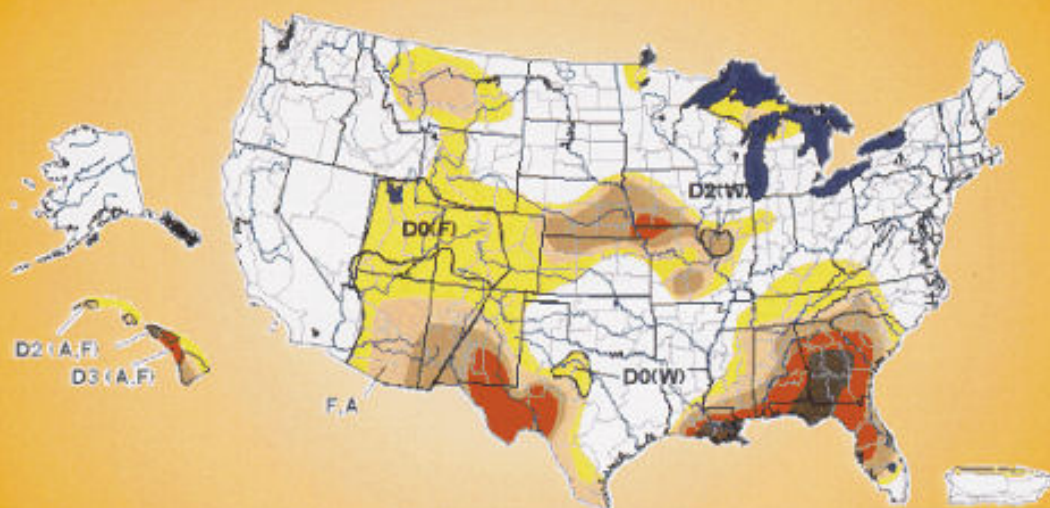 D2(W)
D0(F)
D2(A,F)
D3(A,F)
D0(W)
F,A